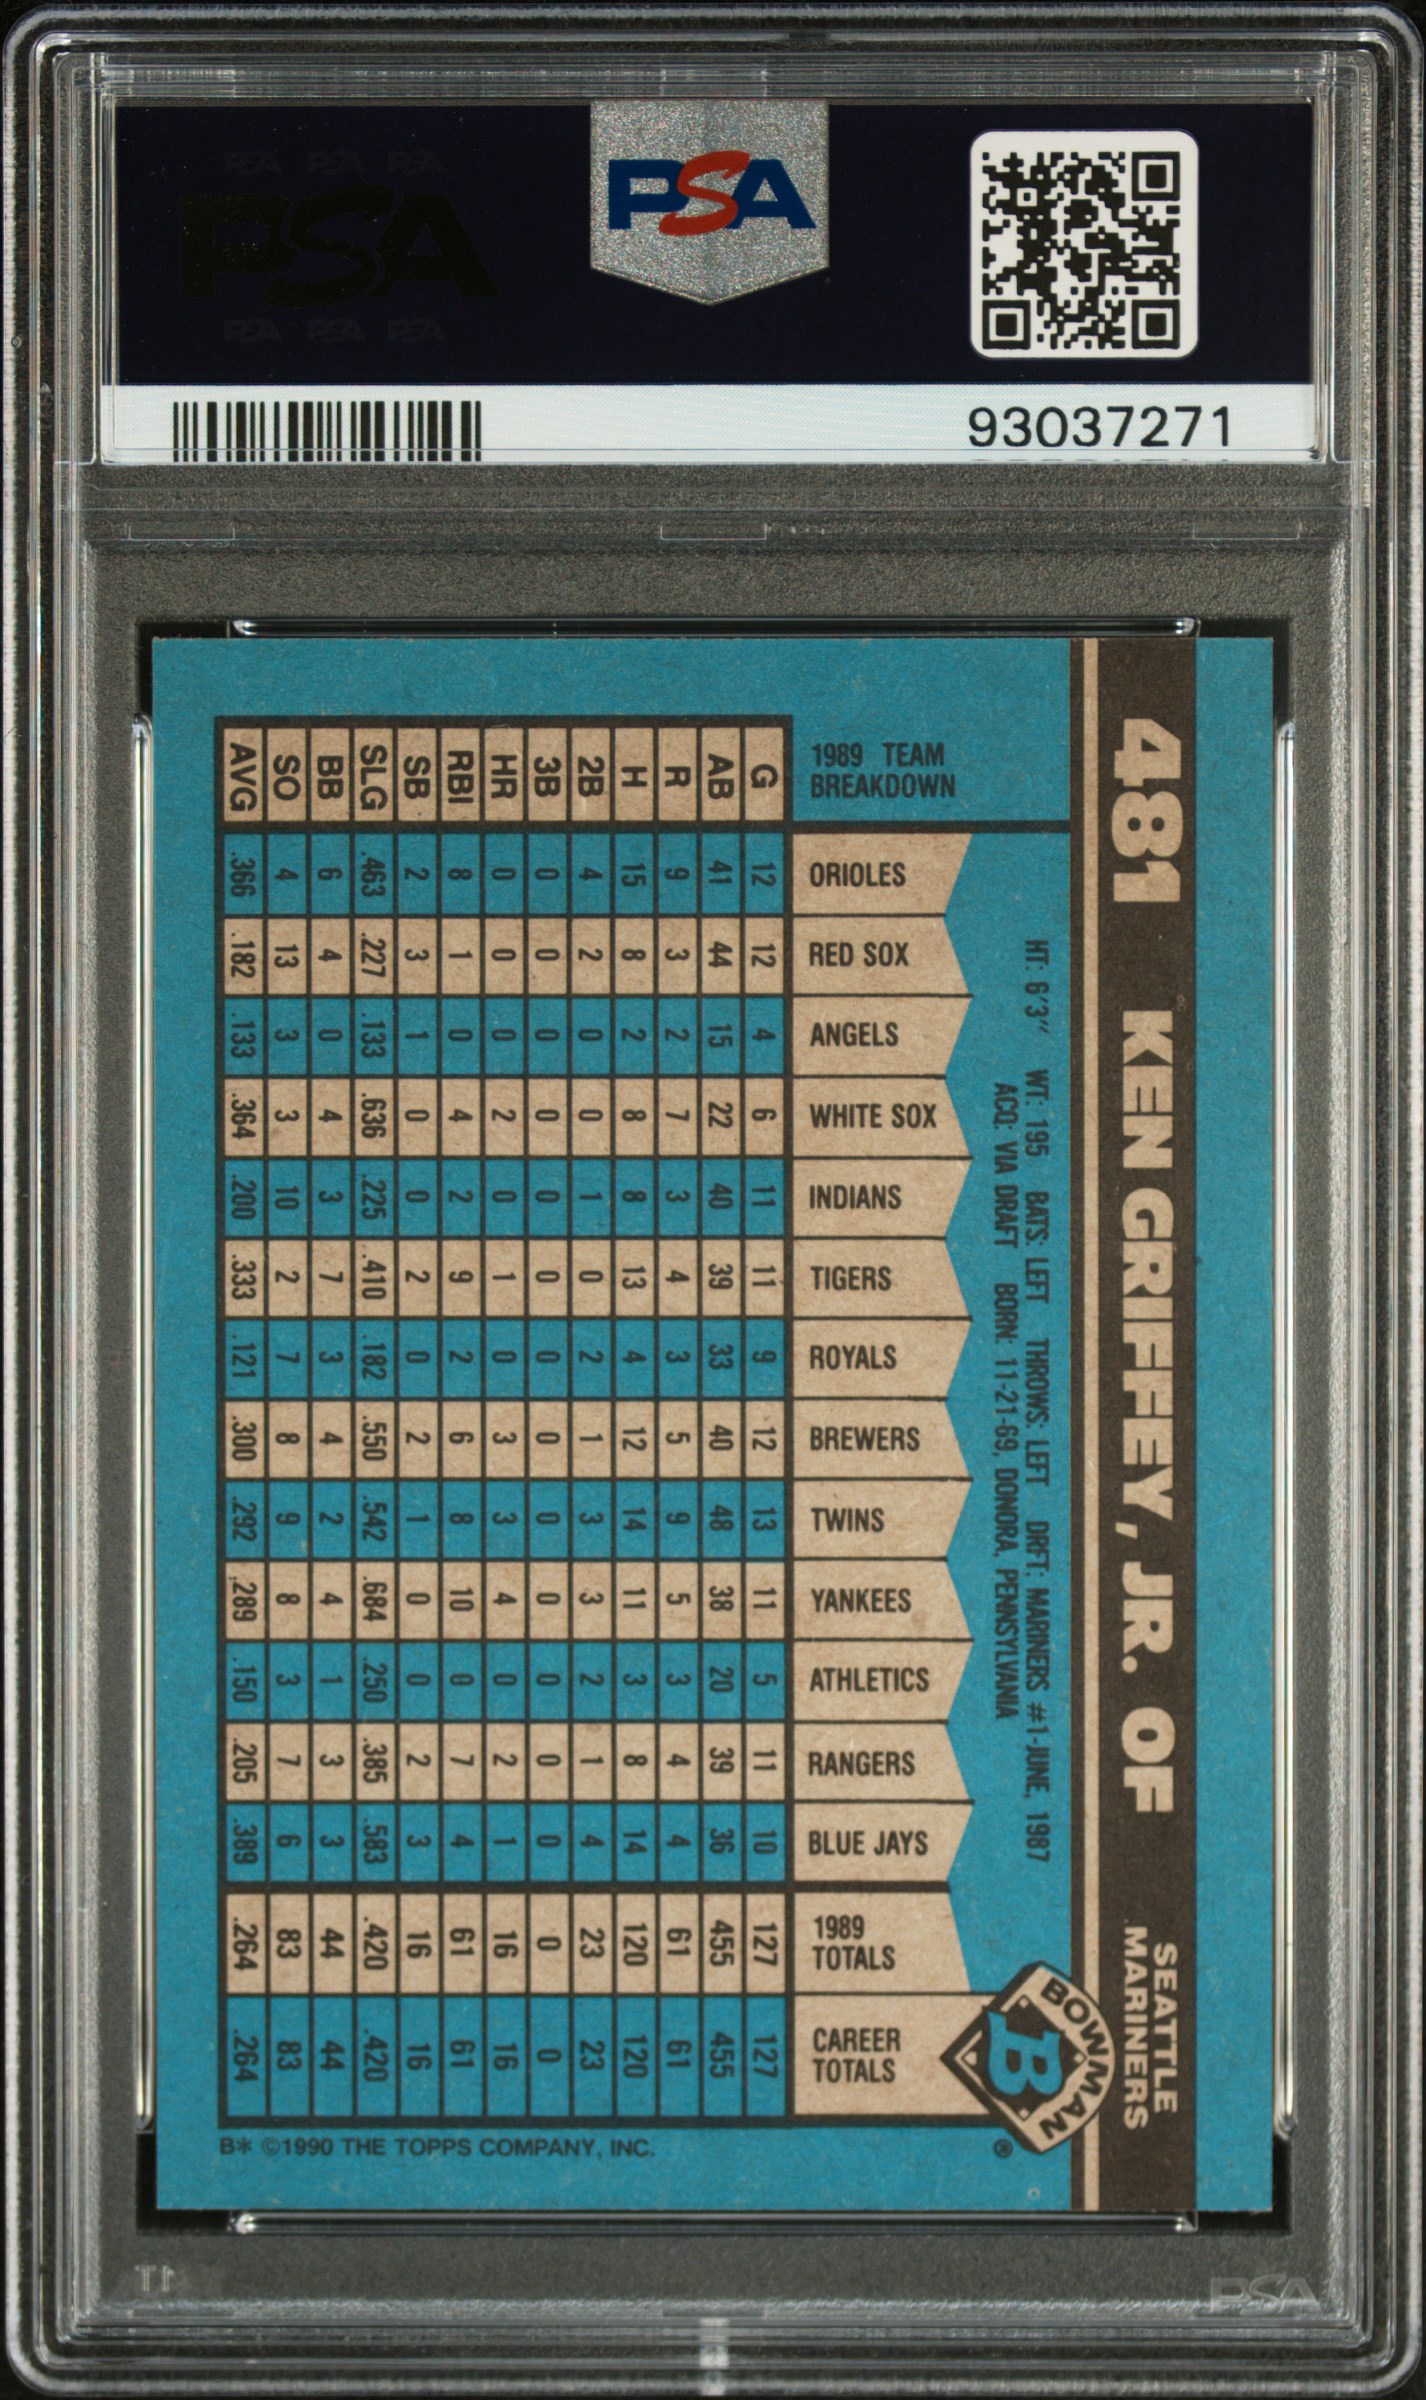 PSA PSA PSA
PSA
PSA PSA PSA
PSA
93037271
481 KEN GRIFFEY, JR. OF SEATTLE MARINERS
HT: 6'3" WT: 195 BATS: LEFT THROWS: LEFT DRFT: MARINERS #1-JUNE, 1987
ACQ: VIA DRAFT BORN: 11-21-69, DONORA, PENNSYLVANIA
BOWMAN
B
®
1989 TEAM BREAKDOWN G AB R H 2B 3B HR RBI SB SLG BB SO AVG
ORIOLES 12 41 9 15 4 0 0 8 2 .463 6 4 .366
RED SOX 12 44 3 8 2 0 0 1 3 .227 4 13 .182
ANGELS 4 15 2 2 0 0 0 0 1 .133 0 3 .133
WHITE SOX 6 22 7 8 0 0 2 4 0 .636 4 3 .364
INDIANS 11 40 3 8 1 0 0 2 0 .225 3 10 .200
TIGERS 11 39 4 13 0 0 1 9 2 .410 7 2 .333
ROYALS 9 33 3 4 2 0 0 2 0 .182 3 7 .121
BREWERS 12 40 5 12 1 0 3 6 2 .550 4 8 .300
TWINS 13 48 9 14 3 0 3 8 1 .542 2 9 .292
YANKEES 11 38 5 11 3 0 4 10 0 .684 4 8 .289
ATHLETICS 5 20 3 3 2 0 0 0 0 .250 1 3 .150
RANGERS 11 39 4 8 1 0 2 7 2 .385 3 7 .205
BLUE JAYS 10 36 4 14 4 0 1 4 3 .583 3 6 .389
1989 TOTALS 127 455 61 120 23 0 16 61 16 .420 44 83 .264
CAREER TOTALS 127 455 61 120 23 0 16 61 16 .420 44 83 .264
B* ©1990 THE TOPPS COMPANY, INC.
PSA